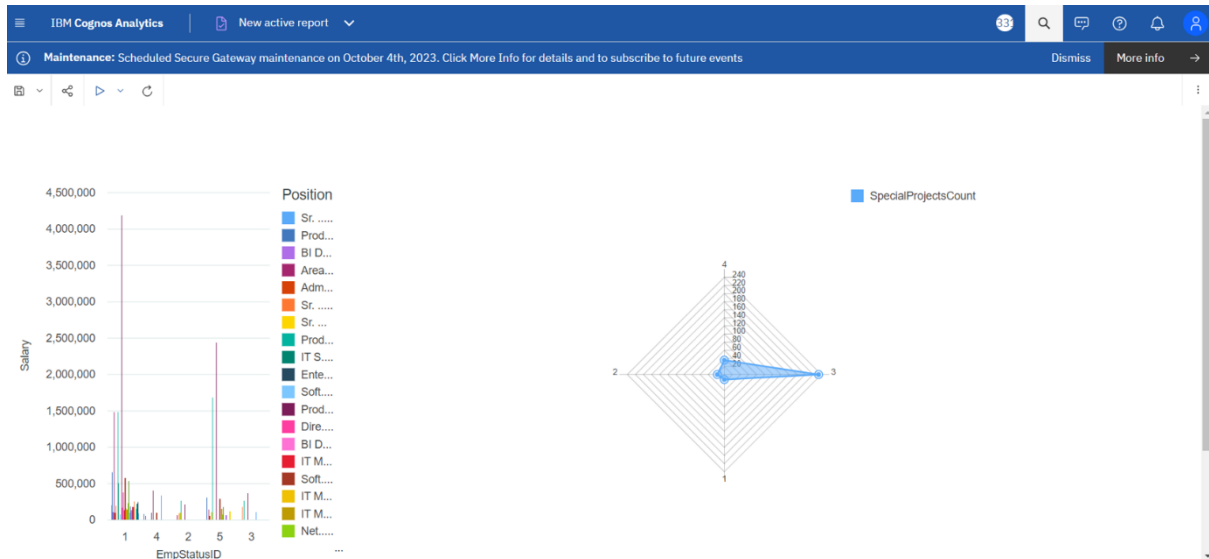 IBM Cognos Analytics
New active report
331
Maintenance: Scheduled Secure Gateway maintenance on October 4th, 2023. Click More Info for details and to subscribe to future events
Dismiss
More info
4,500,000
4,000,000
3,500,000
3,000,000
2,500,000
2,000,000
1,500,000
1,000,000
500,000
0
Salary
1 4 2 5 3
EmpStatusID
Position
Sr. .....
Prod...
BI D...
Area...
Adm...
Sr. .....
Sr. ...
Prod...
IT S....
Ente...
Soft....
Prod...
Dire....
BI D...
IT M...
Soft....
IT M...
IT M...
Net.....
...
SpecialProjectsCount
4
240
220
200
180
160
140
120
100
80
60
40
20
2
3
1